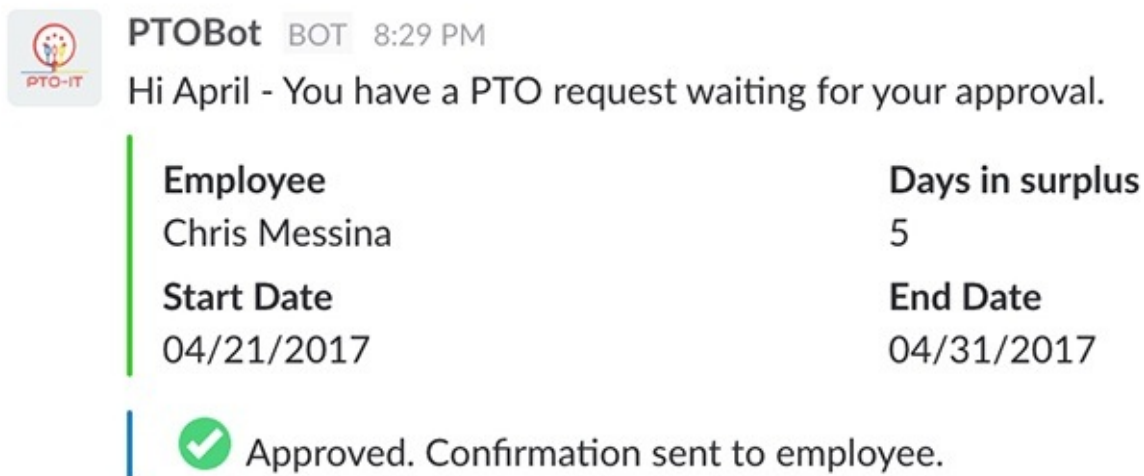 PTOBot BOT 8:29 PM
PTO-IT
Hi April - You have a PTO request waiting for your approval.
Employee Days in surplus
Chris Messina 5
Start Date End Date
04/21/2017 04/31/2017
Approved. Confirmation sent to employee.